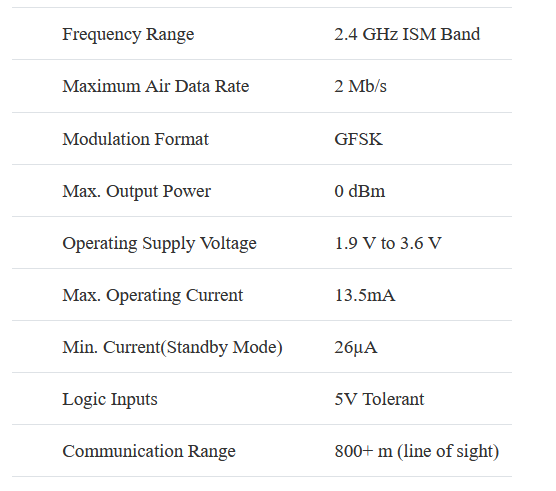 Frequency Range 2.4 GHz ISM Band
Maximum Air Data Rate 2 Mb/s
Modulation Format GFSK
Max. Output Power 0 dBm
Operating Supply Voltage 1.9 V to 3.6 V
Max. Operating Current 13.5mA
Min. Current(Standby Mode) 26µA
Logic Inputs 5V Tolerant
Communication Range 800+ m (line of sight)